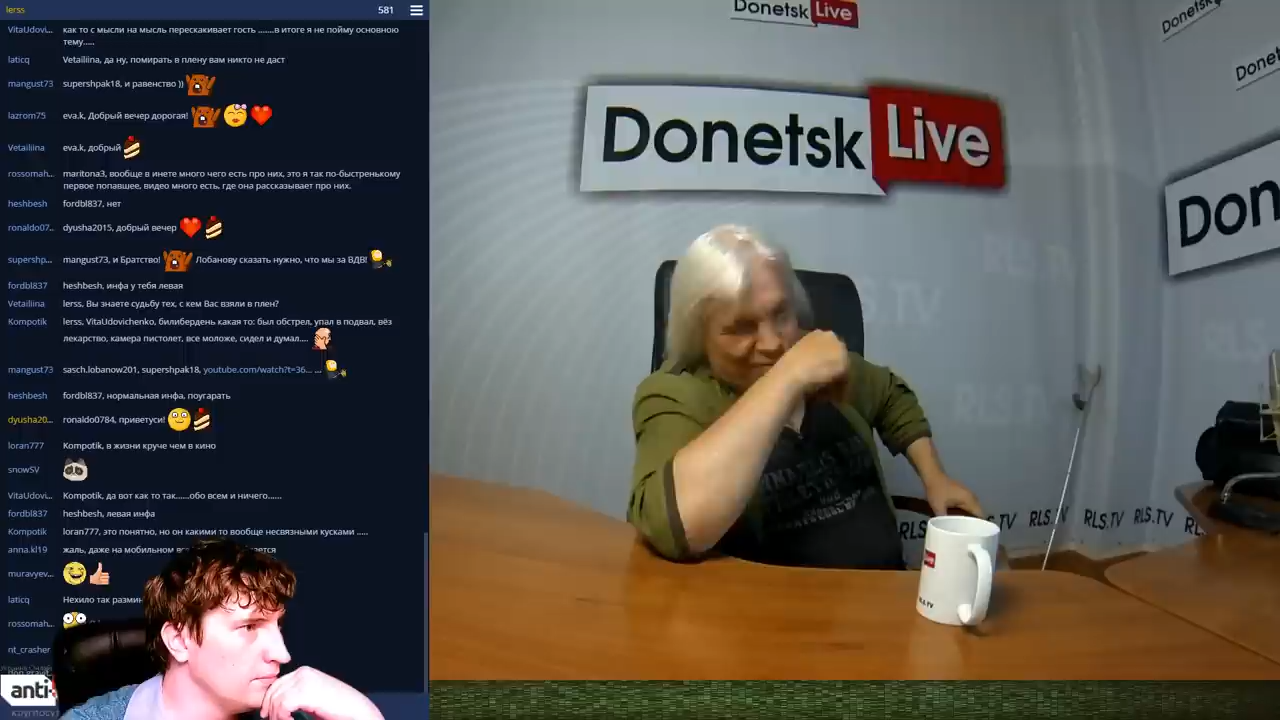 lerss
581
VitaUdovi... как то с мысли на мысль перескакивает гость .......в итоге я не пойму основною
тему.....
laticq Vetailiina, да ну, помирать в плену вам никто не даст
mangust73 supershpak18, и равенство ))
lazrom75 eva.k, Добрый вечер дорогая!
Vetailiina eva.k, добрый
rossomah... maritona3, вообще в инете много чего есть про них, это я так по-быстренькому
первое попавшее, видео много есть, где она рассказывает про них.
heshbesh fordbl837, нет
ronaldo07.. dyusha2015, добрый вечер
supershp... mangust73, и Братство! Лобанову сказать нужно, что мы за ВДВ!
fordbl837 heshbesh, инфа у тебя левая
Vetailiina lerss, Вы знаете судьбу тех, с кем Вас взяли в плен?
Kompotik lerss, VitaUdovichenko, билибердень какая то: был обстрел, упал в подвал, вёз
лекарство, камера пистолет, все моложе, сидел и думал....
mangust73 sasch.lobanow201, supershpak18, youtube.com/watch?t=36... ...
heshbesh fordbl837, нормальная инфа, поугарать
dyusha20... ronaldo0784, приветуси!
loran777 Kompotik, в жизни круче чем в кино
snowSV
VitaUdovi... Kompotik, да вот как то так......обо всем и ничего......
fordbl837 heshbesh, левая инфа
Kompotik loran777, это понятно, но он какими то вообще несвязными кусками .....
anna.kl19 жаль, даже на мобильном
muravyev...
laticq Нехило так
rossomah...
nt_crasher
anti-
Donetsk Live
Donetsk Live
Donetsk
Don
Don
RLS.TV
RLS.TV RLS.TV RLS.TV